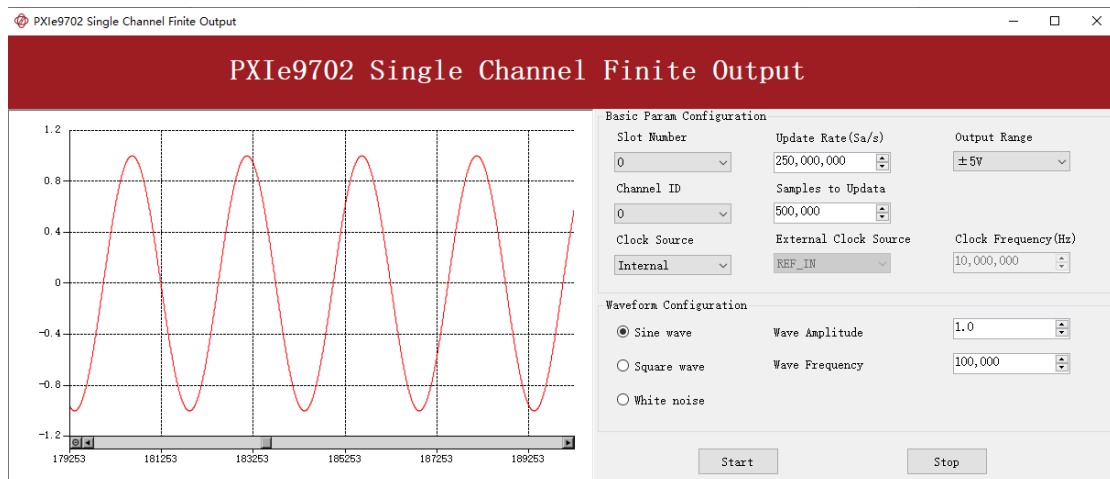 PXIe9702 Single Channel Finite Output
PXIe9702 Single Channel Finite Output
1.2
0.8
0.4
0
-0.4
-0.8
-1.2
179253 181253 183253 185253 187253 189253
Basic Param Configuration
Slot Number Update Rate(Sa/s) Output Range
0 250,000,000 ±5V
Channel ID Samples to Updata
0 500,000
Clock Source External Clock Source Clock Frequency(Hz)
Internal REF_IN 10,000,000
Waveform Configuration
Sine wave Wave Amplitude 1.0
Square wave Wave Frequency 100,000
White noise
Start Stop